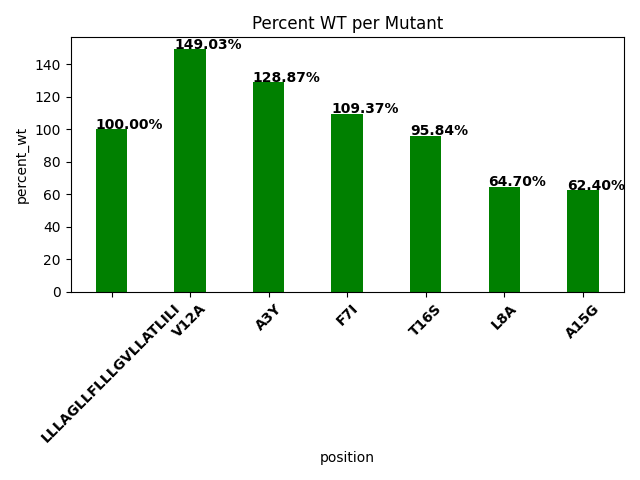 Percent WT per Mutant
percent_wt
140
120
100
80
60
40
20
0
100.00%
149.03%
128.87%
109.37%
95.84%
64.70%
62.40%
LLLAGLLFLLLGVLLATLILI
V12A
A3Y
F7I
T16S
L8A
A15G
position